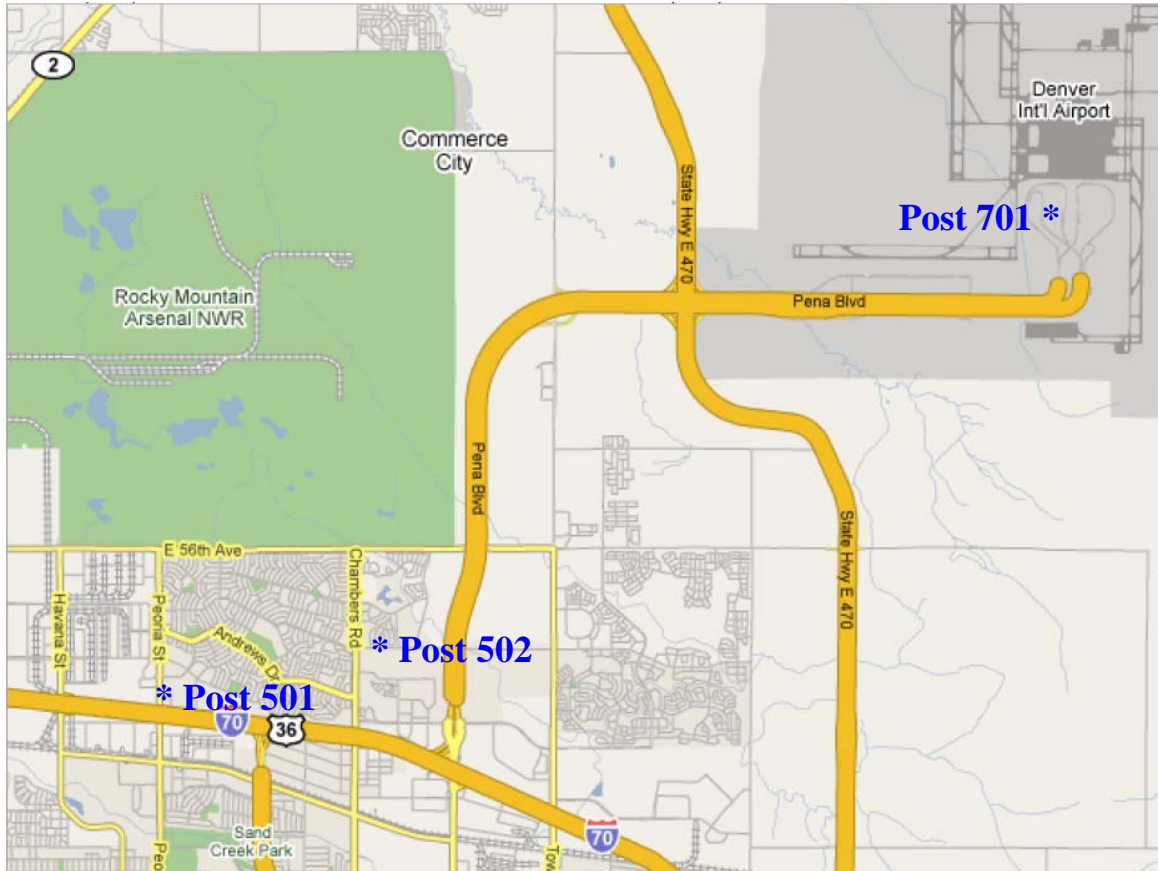 2
Denver
Int'l Airport
Commerce
City
State Hwy E 470
Post 701 *
Rocky Mountain
Arsenal NWR
Pena Blvd
Pena Blvd
State Hwy E 470
E 56th Ave
Chambers Rd
Havana St
Peoria St
Andrews Dr
* Post 502
* Post 501
70
36
70
Sand
Creek Park
Peo
Tow